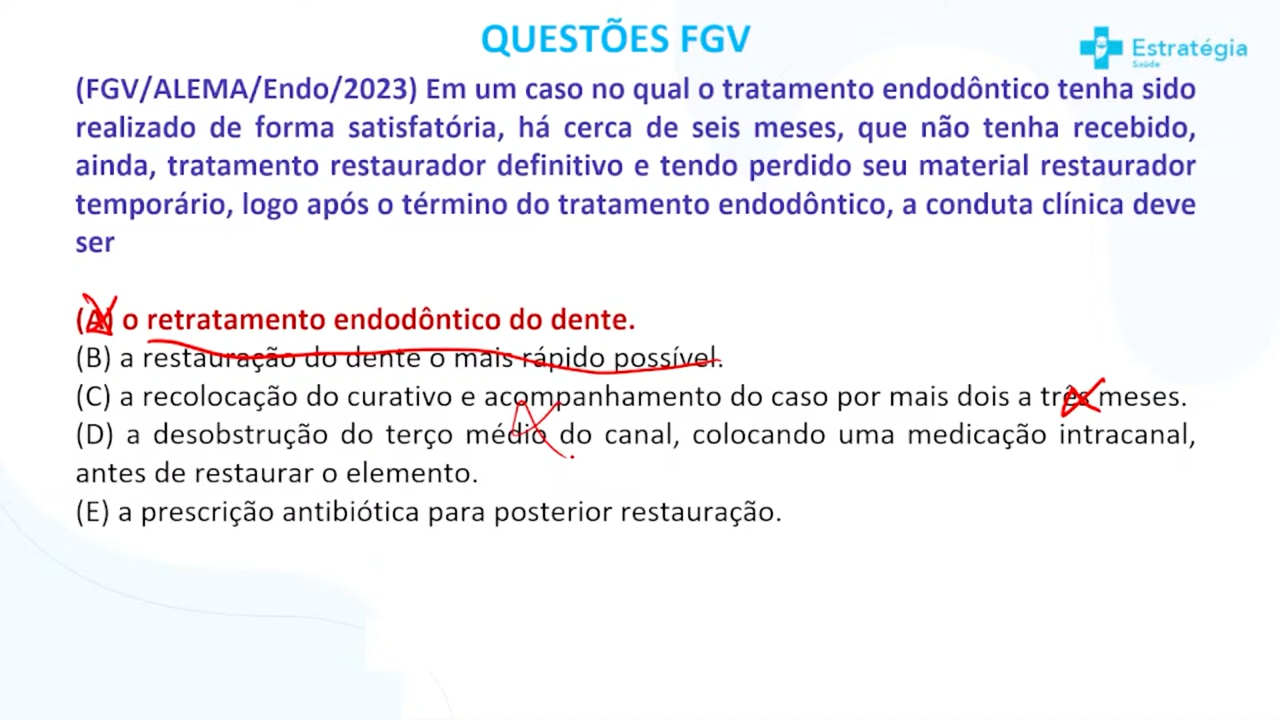 QUESTÕES FGV
Estratégia
Saúde
(FGV/ALEMA/Endo/2023) Em um caso no qual o tratamento endodôntico tenha sido
realizado de forma satisfatória, há cerca de seis meses, que não tenha recebido,
ainda, tratamento restaurador definitivo e tendo perdido seu material restaurador
temporário, logo após o término do tratamento endodôntico, a conduta clínica deve
ser
(A) o retratamento endodôntico do dente.
(B) a restauração do dente o mais rápido possível.
(C) a recolocação do curativo e acompanhamento do caso por mais dois a três meses.
(D) a desobstrução do terço médio do canal, colocando uma medicação intracanal,
antes de restaurar o elemento.
(E) a prescrição antibiótica para posterior restauração.